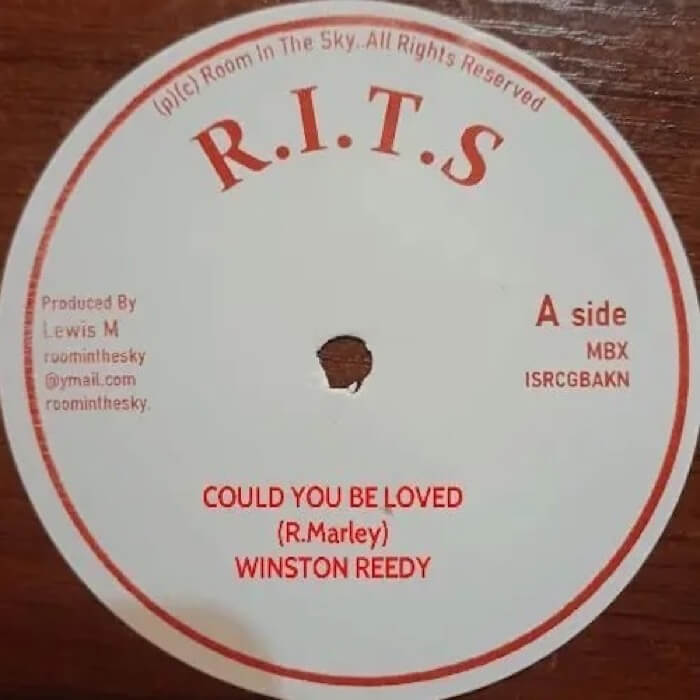 (p)(c) Room In The Sky..All Rights Reserved
R.I.T.S
Produced By
Lewis M
roominthesky
@ymail.com
roominthesky.
A side
MBX
ISRCGBAKN
COULD YOU BE LOVED
(R.Marley)
WINSTON REEDY